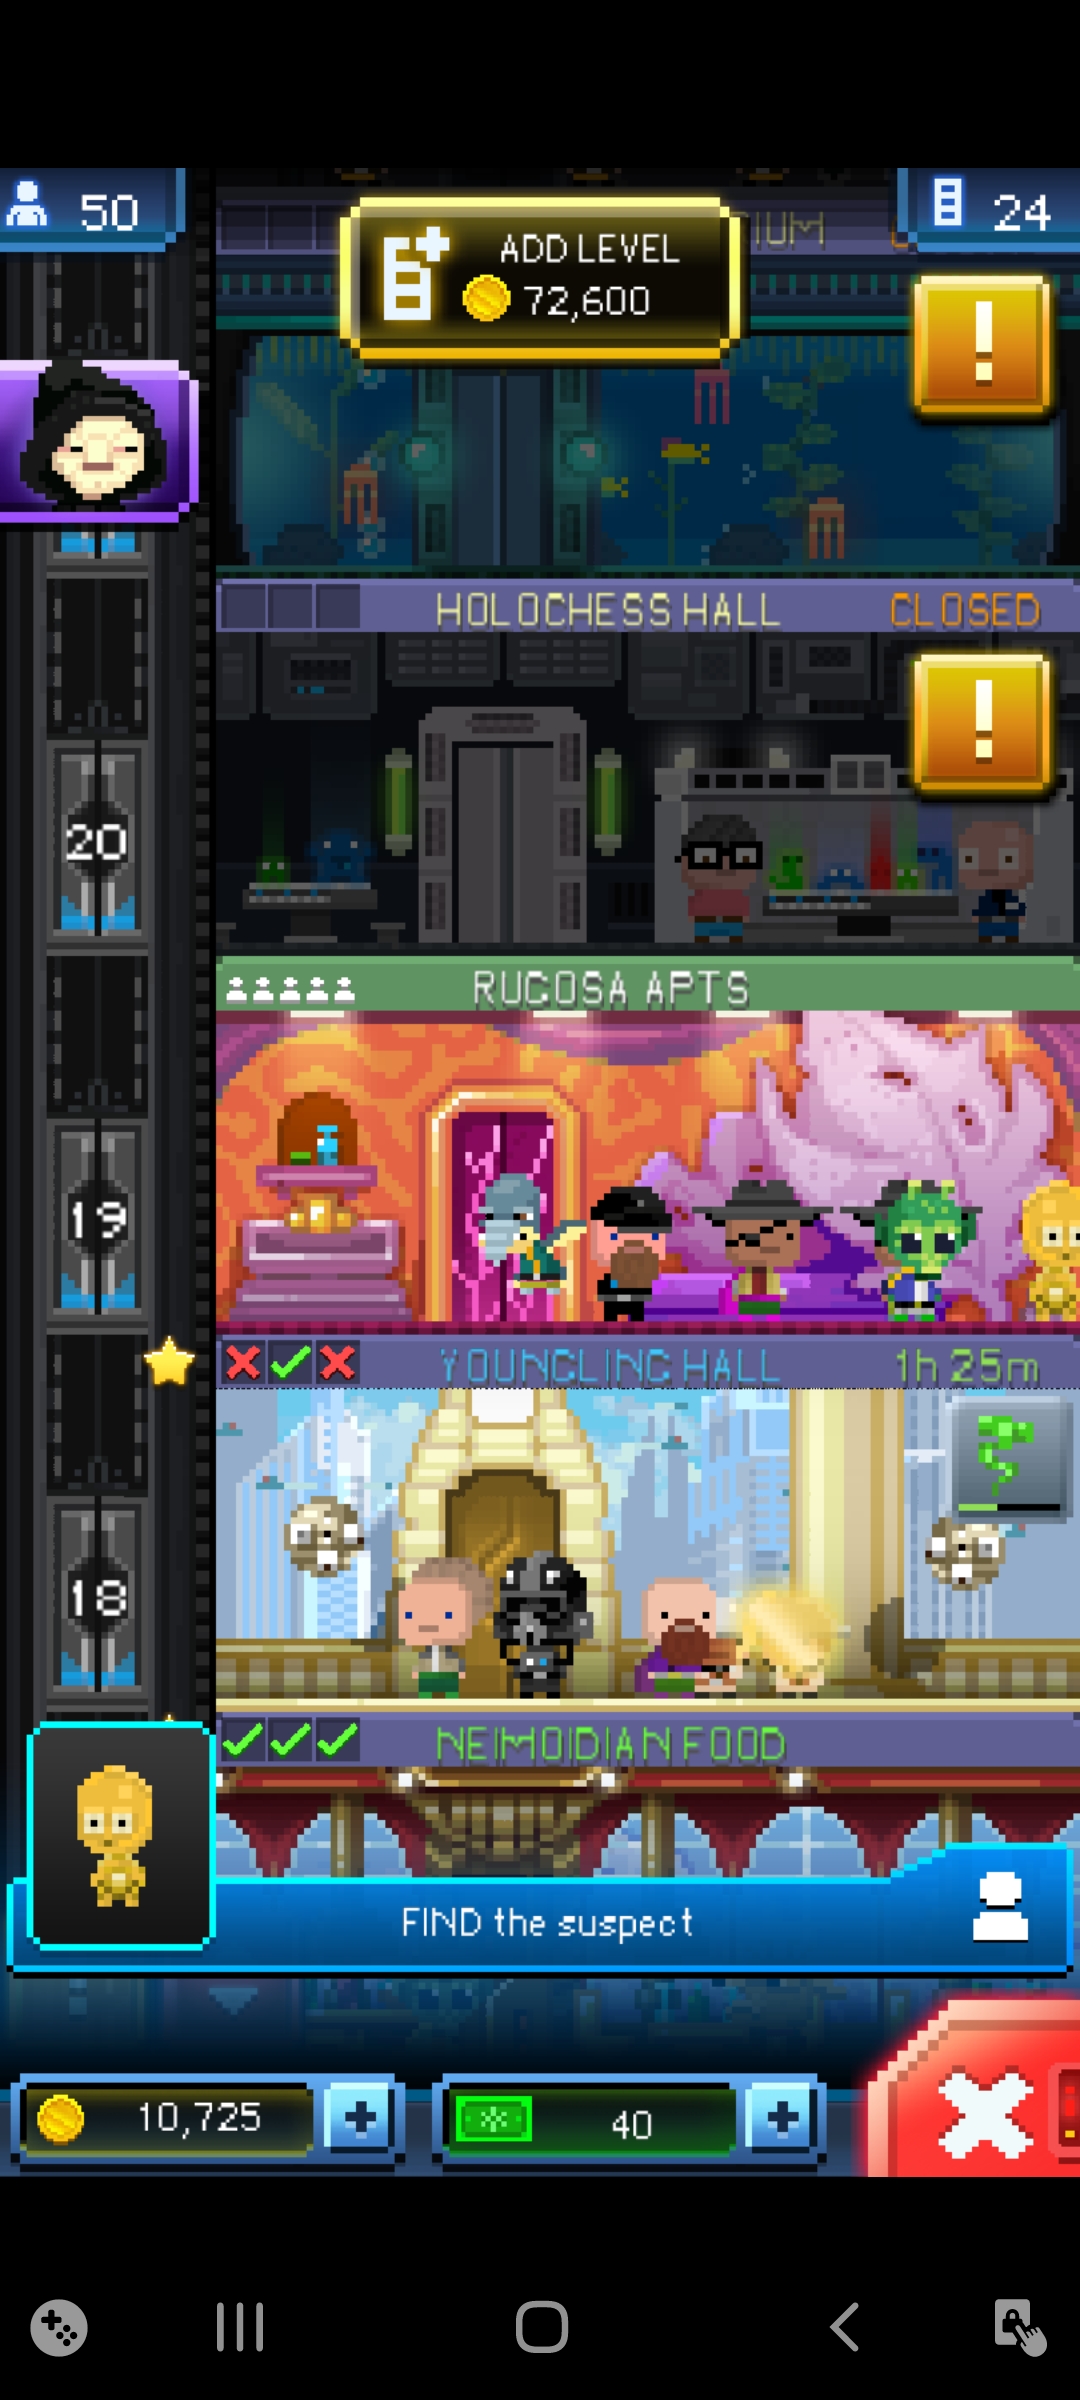 50
24
ADD LEVEL
72,600
IUM
!
HOLOCHESS HALL CLOSED
!
20
RUGOSA APTS
19
YOUNGLING HALL 1h 25m
18
NEIMOIDIAN FOOD
FIND the suspect
10,725
40